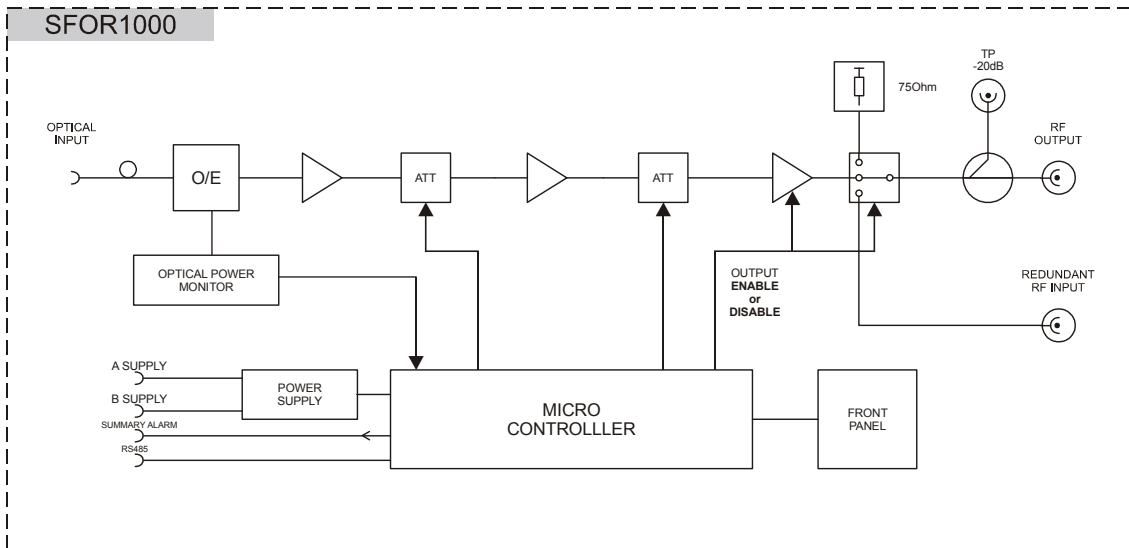 SFOR1000
TP
-20dB
75Ohm
OPTICAL
INPUT
RF
OUTPUT
O/E
ATT
ATT
OPTICAL POWER
MONITOR
OUTPUT
ENABLE
or
DISABLE
REDUNDANT
RF INPUT
A SUPPLY
B SUPPLY
POWER
SUPPLY
SUMMARY ALARM
RS485
MICRO
CONTROLLLER
FRONT
PANEL